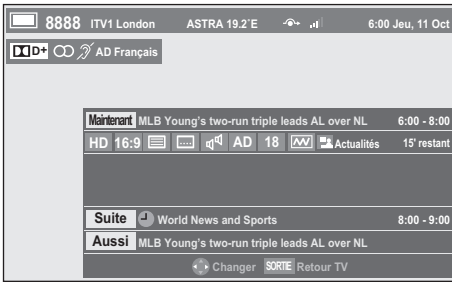 8888 ITV1 London ASTRA 19.2˚E 6:00 Jeu, 11 Oct
D+ AD Français
Maintenant MLB Young's two-run triple leads AL over NL 6:00 - 8:00
HD 16:9 AD 18 Actualités 15' restant
Suite World News and Sports 8:00 - 9:00
Aussi MLB Young's two-run triple leads AL over NL
Changer SORTIE Retour TV